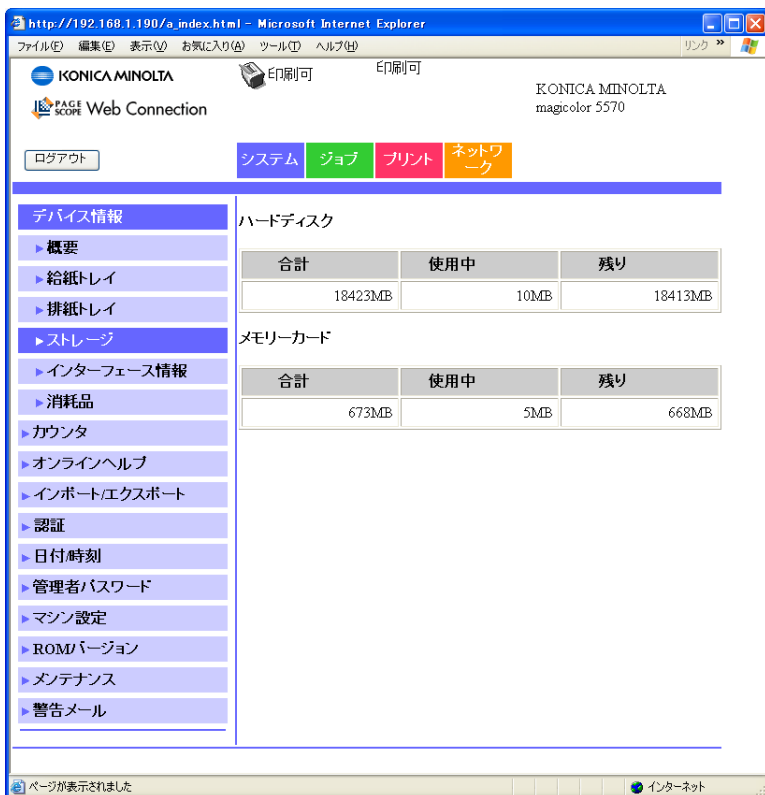 http://192.168.1.190/a_index.html - Microsoft Internet Explorer
ファイル(F) 編集(E) 表示(V) お気に入り(A) ツール(T) ヘルプ(H) リンク »
KONICA MINOLTA
印刷可
印刷可
KONICA MINOLTA
magicolor 5570
PAGE SCOPE Web Connection
ログアウト
システム ジョブ プリント ネットワーク
デバイス情報
概要
給紙トレイ
排紙トレイ
ストレージ
インターフェース情報
消耗品
カウンタ
オンラインヘルプ
インポート/エクスポート
認証
日付/時刻
管理者パスワード
マシン設定
ROMバージョン
メンテナンス
警告メール
ハードディスク
合計 使用中 残り
18423MB 10MB 18413MB
メモリーカード
合計 使用中 残り
673MB 5MB 668MB
ページが表示されました インターネット